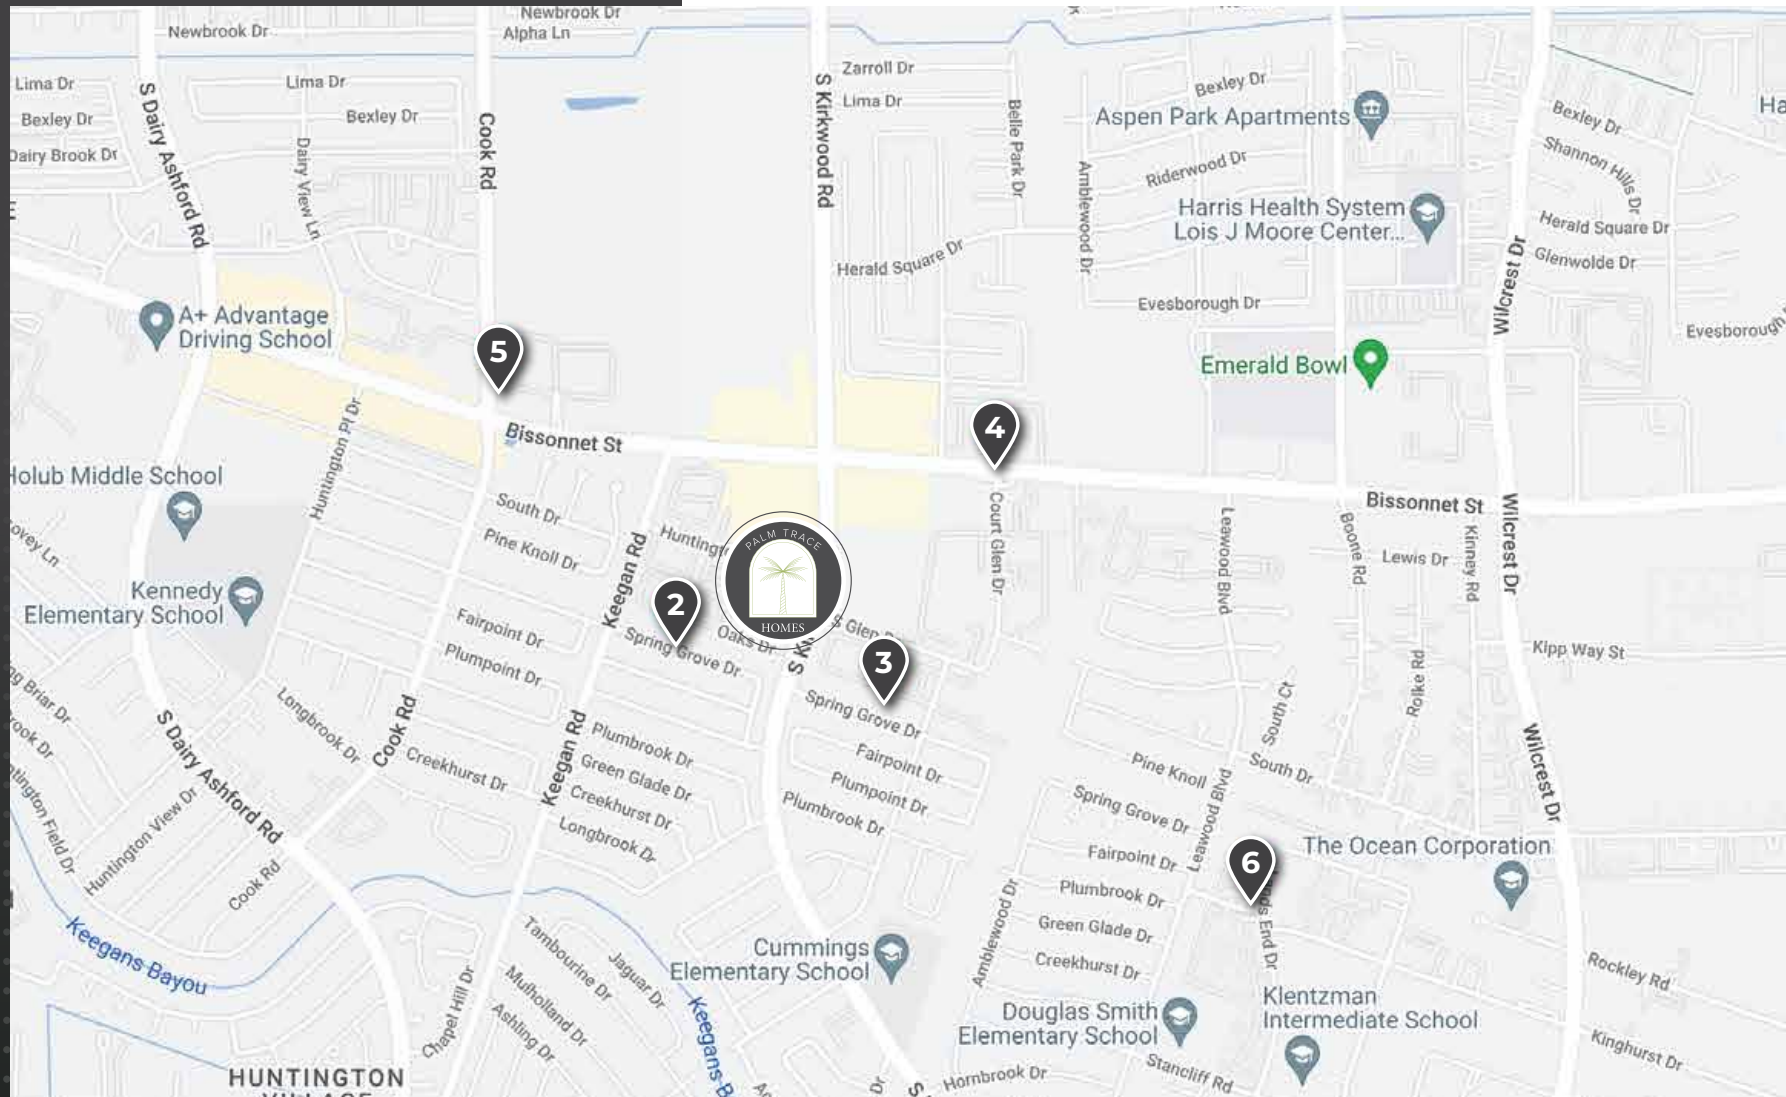 Newbrook Dr
Newbrook Dr
Alpha Ln
Lima Dr
Lima Dr
Bexley Dr
Bexley Dr
Dairy Brook Dr
S Dairy Ashford Rd
Dairy View Ln
Cook Rd
S Kirkwood Rd
Zarroll Dr
Lima Dr
Belle Park Dr
Amblewood Dr
Herald Square Dr
Bexley Dr
Aspen Park Apartments
Riderwood Dr
Harris Health System
Lois J Moore Center...
Evesborough Dr
Wilcrest Dr
Bexley Dr
Shannon Hills Dr
Herald Square Dr
Glenwolde Dr
Evesborough
Ha
A+ Advantage
Driving School
5
Emerald Bowl
4
Bissonnet St
Bissonnet St
Huntington Pl Dr
Holub Middle School
Kennedy
Elementary School
South Dr
Pine Knoll Dr
Keegan Rd
2
PALM TRACE
HOMES
Oaks Dr
Spring Grove Dr
S Glen
3
Court Glen Dr
Leawood Blvd
Boone Rd
Lewis Dr
Kinney Rd
Wilcrest Dr
Kipp Way St
Rolke Rd
South Ct
South Dr
Wilcrest Dr
ovey Ln
Fairpoint Dr
Plumpoint Dr
Longbrook Dr
Cook Rd
Creekhurst Dr
Keegan Rd
Plumbrook Dr
Green Glade Dr
Creekhurst Dr
Longbrook Dr
Spring Grove Dr
Fairpoint Dr
Plumpoint Dr
Plumbrook Dr
Pine Knoll
Spring Grove Dr
Leawood Blvd
Fairpoint Dr
Plumbrook Dr
Green Glade Dr
Creekhurst Dr
Amblewood Dr
6
End Dr
The Ocean Corporation
S Dairy Ashford Rd
Huntington View Dr
Cook Rd
Keegans Bayou
Tambourine Dr
Jaguar Dr
Mulholland Dr
Ashling Dr
Chapel Hill Dr
Keegans B
Cummings
Elementary School
Douglas Smith
Elementary School
Klentzman
Intermediate School
Rockley Rd
Kinghurst Dr
Stancliff Rd
Hornbrook Dr
Dr
HUNTINGTON